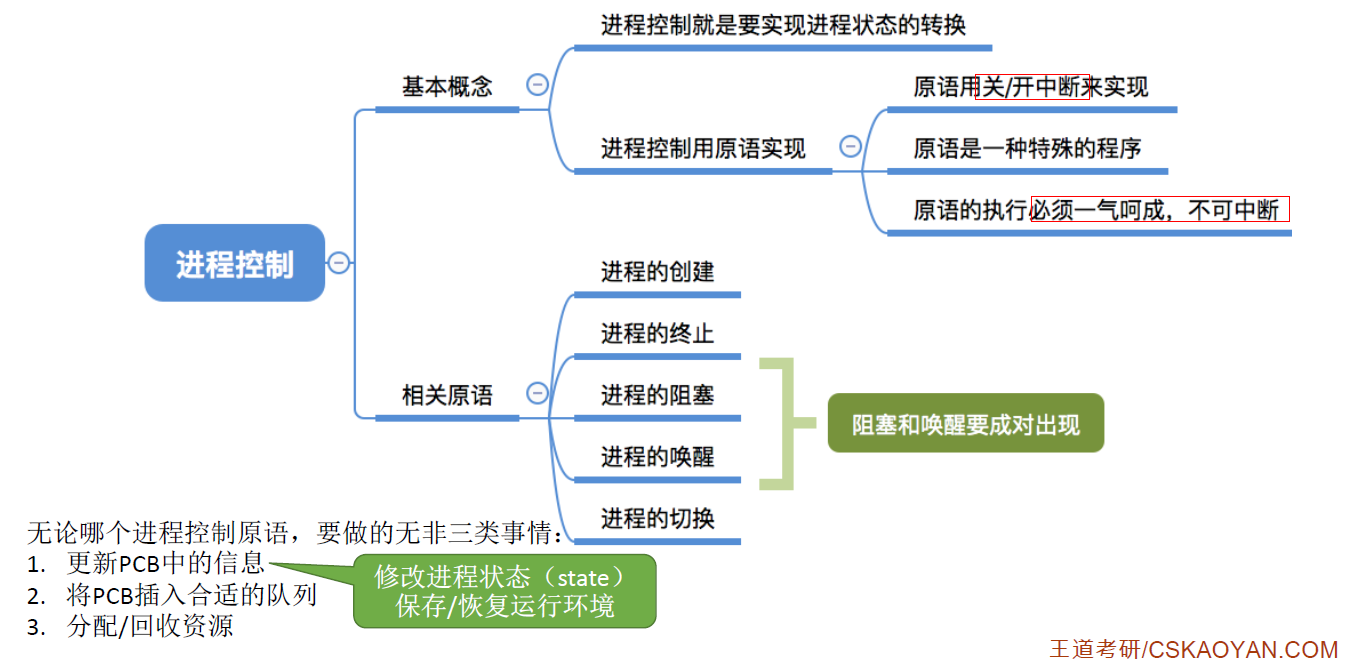 进程控制
基本概念
进程控制就是要实现进程状态的转换
进程控制用原语实现
原语用关/开中断来实现
原语是一种特殊的程序
原语的执行必须一气呵成，不可中断
相关原语
进程的创建
进程的终止
进程的阻塞
进程的唤醒
进程的切换
阻塞和唤醒要成对出现
无论哪个进程控制原语，要做的无非三类事情：
1. 更新PCB中的信息
2. 将PCB插入合适的队列
3. 分配/回收资源
修改进程状态（state）
保存/恢复运行环境
王道考研/CSKAOYAN.COM